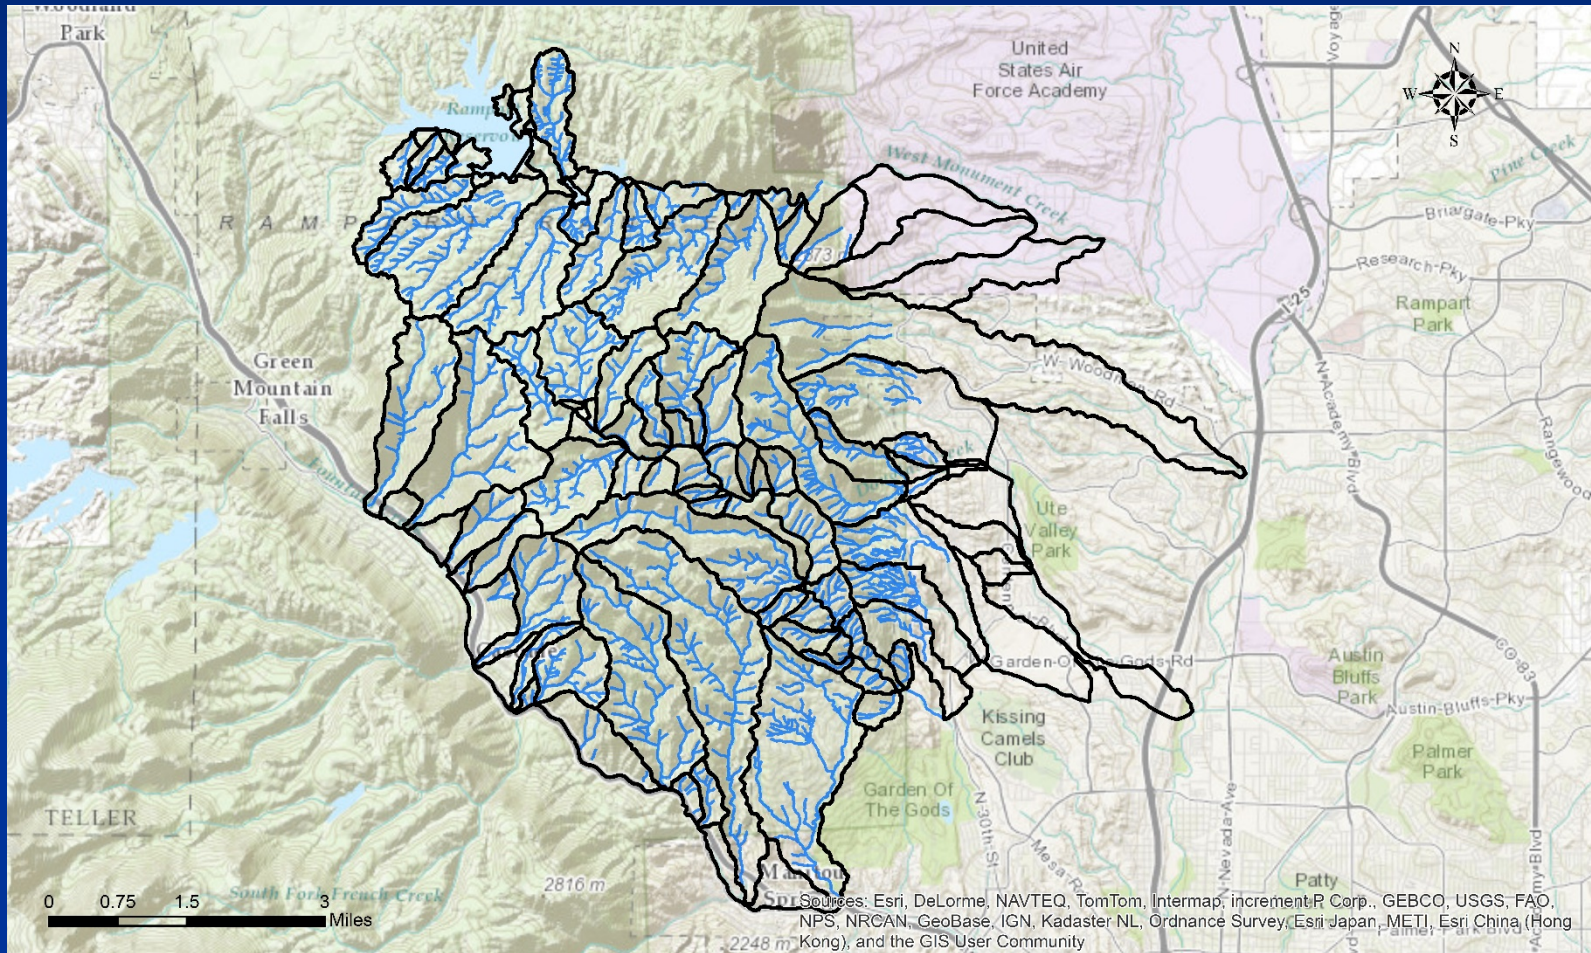 Park
United
States Air
Force Academy
N
W
E
S
West Monument Creek
Pine Creek
Briargate-Pky
Research-Pky
Rampart
Park
I-25
Green
Mountain
Falls
W-Woodmen-Rd
N-Academy-Blvd
Ute
Valley
Park
Garden-Of
Gods-Rd
CO-83
Austin
Bluffs
Park
Austin-Bluffs-Pky
Kissing
Camels
Club
Palmer
Park
Garden Of
The Gods
N-30th-St
N-Nevada-Ave
TELLER
South Fork French Creek
2816 m
Patty
0 0.75 1.5 3
Miles
Sources: Esri, DeLorme, NAVTEQ, TomTom, Intermap, increment P Corp., GEBCO, USGS, FAO,
NPS, NRCAN, GeoBase, IGN, Kadaster NL, Ordnance Survey, Esri Japan, METI, Esri China (Hong
Kong), and the GIS User Community
2248 m